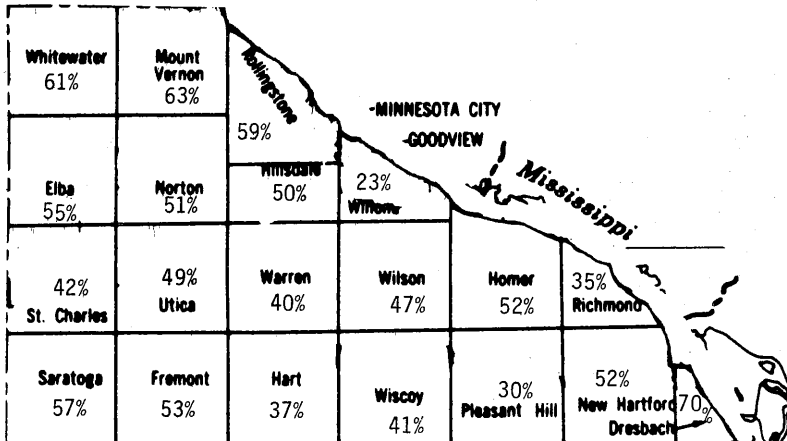 Whitewater
61%
Mount
Vernon
63%
Rollingstone
59%
-MINNESOTA CITY
-GOODVIEW
Elba
55%
Norton
51%
Hillsdale
50%
23%
Winona
Mississippi
42%
St. Charles
49%
Utica
Warren
40%
Wilson
47%
Homer
52%
35%
Richmond
Saratoga
57%
Fremont
53%
Hart
37%
Wiscoy
41%
30%
Pleasant Hill
52%
New Hartford
70%
Dresbach